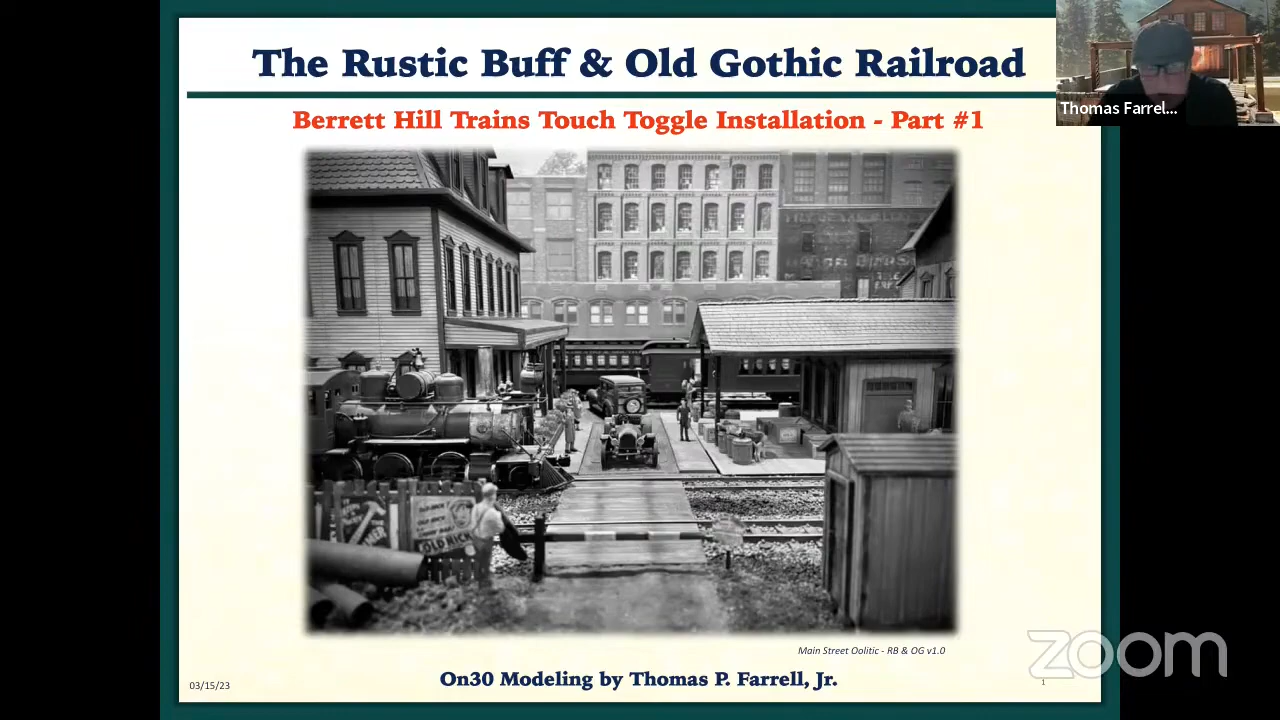 The Rustic Buff & Old Gothic Railroad
Thomas Farrel...
Berrett Hill Trains Touch Toggle Installation - Part #1
OLD NICK
Main Street Oolitic - RB & OG v1.0
zoom
On30 Modeling by Thomas P. Farrell, Jr.
03/15/23
1